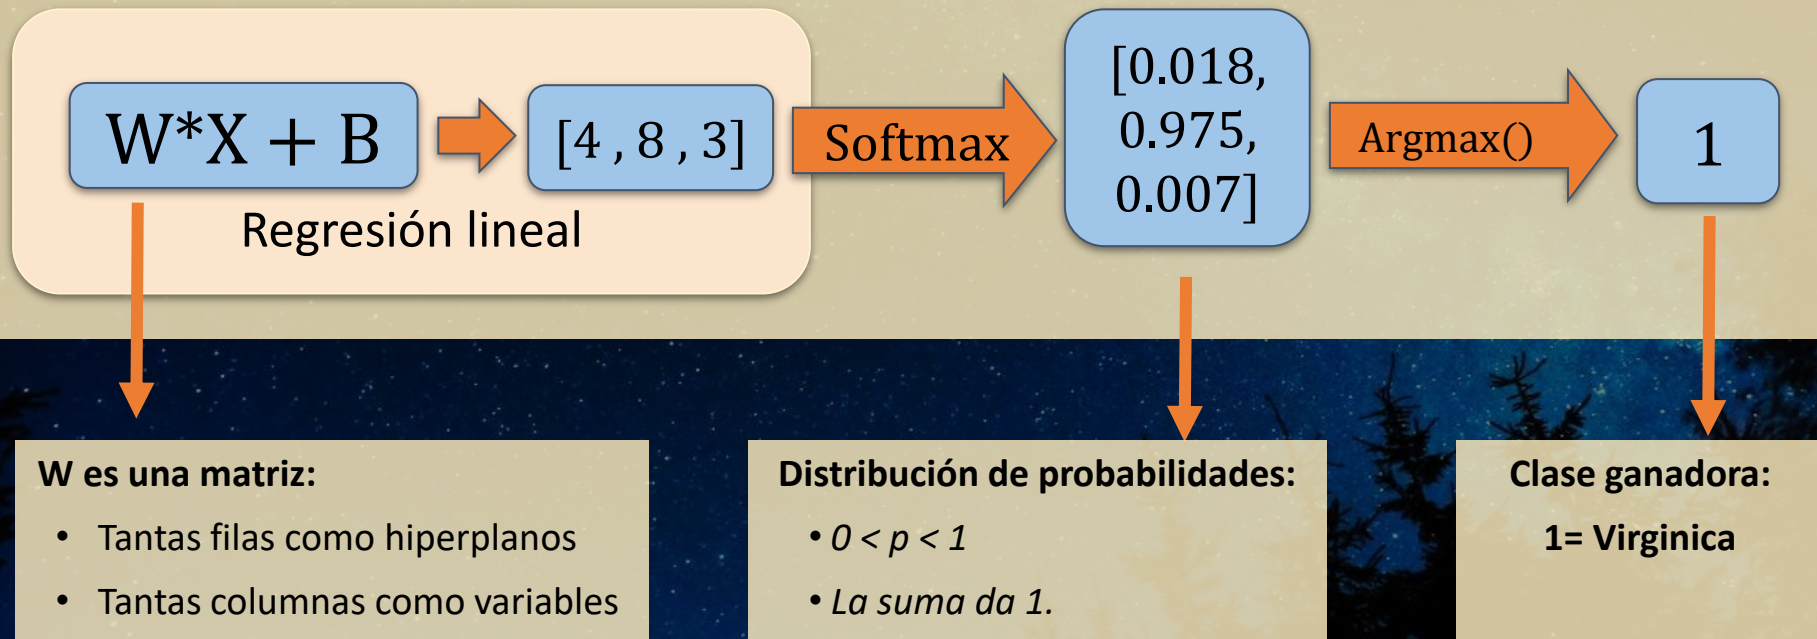 W*X + B
[4 , 8 , 3]
Regresión lineal
Softmax
[0.018,
0.975,
0.007]
Argmax()
1
W es una matriz:
• Tantas filas como hiperplanos
• Tantas columnas como variables
Distribución de probabilidades:
• 0 < p < 1
• La suma da 1.
Clase ganadora:
1= Virginica